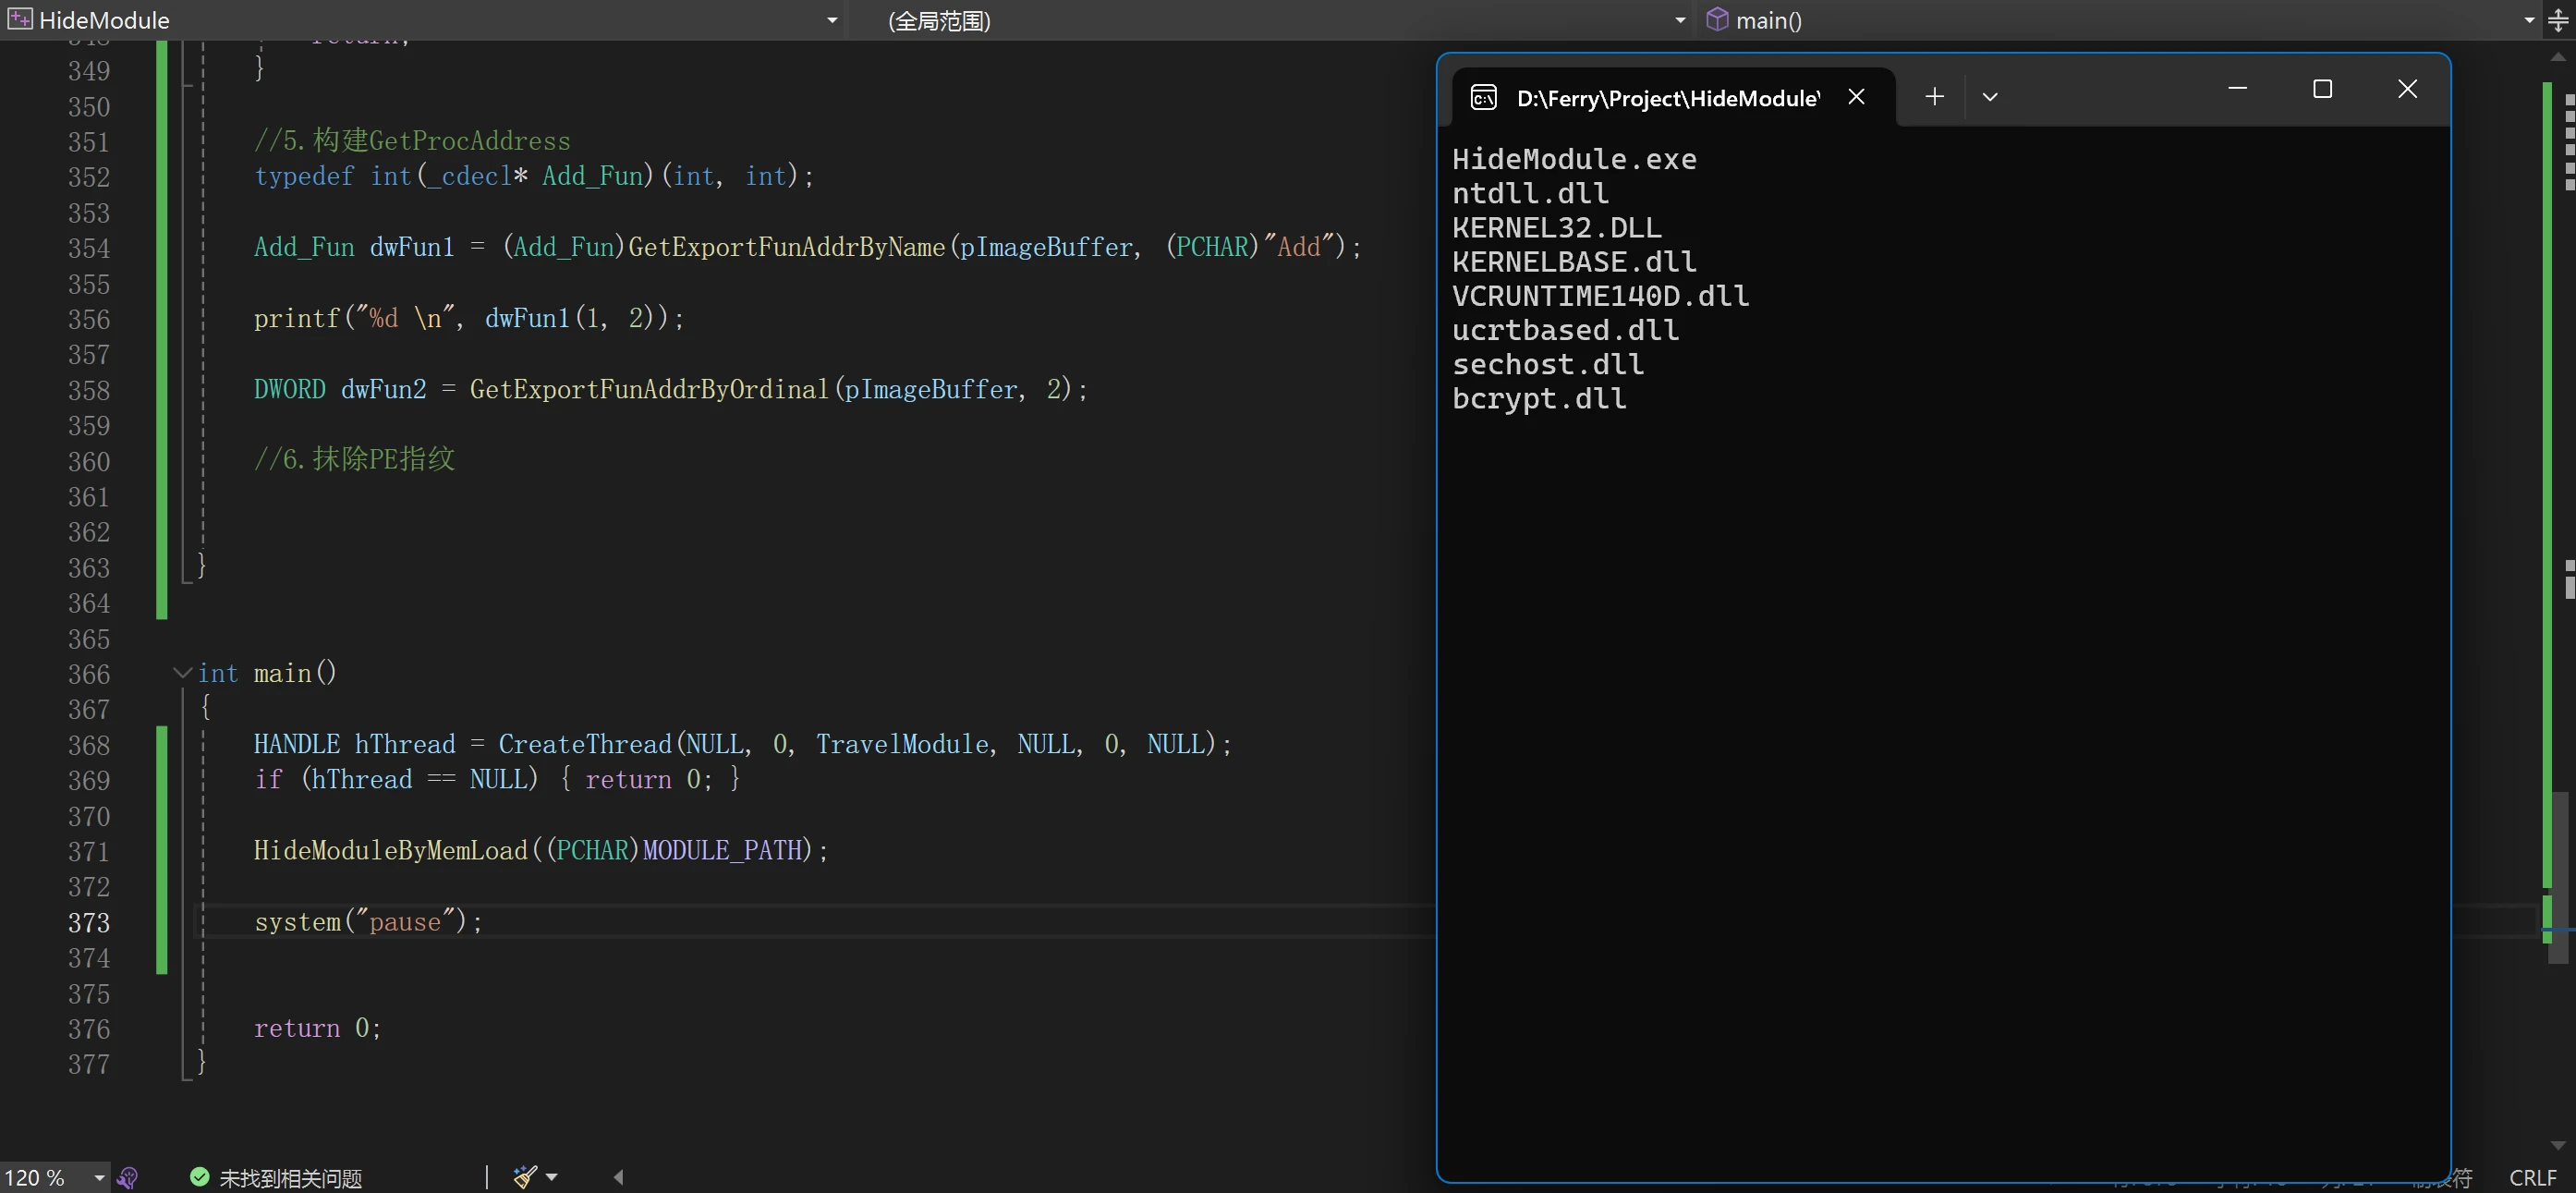 HideModule
(全局范围)
main()
349 }
350
351 //5.构建GetProcAddress
352 typedef int(_cdecl* Add_Fun)(int, int);
353
354 Add_Fun dwFun1 = (Add_Fun)GetExportFunAddrByName(pImageBuffer, (PCHAR)"Add");
355
356 printf("%d \n", dwFun1(1, 2));
357
358 DWORD dwFun2 = GetExportFunAddrByOrdinal(pImageBuffer, 2);
359
360 //6.抹除PE指纹
361
362
363 }
364
365
366 int main()
367 {
368 HANDLE hThread = CreateThread(NULL, 0, TravelModule, NULL, 0, NULL);
369 if (hThread == NULL) { return 0; }
370
371 HideModuleByMemLoad((PCHAR)MODULE_PATH);
372
373 system("pause");
374
375
376 return 0;
377 }
D:\Ferry\Project\HideModule\
HideModule.exe
ntdll.dll
KERNEL32.DLL
KERNELBASE.dll
VCRUNTIME140D.dll
ucrtbased.dll
sechost.dll
bcrypt.dll
120 %
未找到相关问题
CRLF